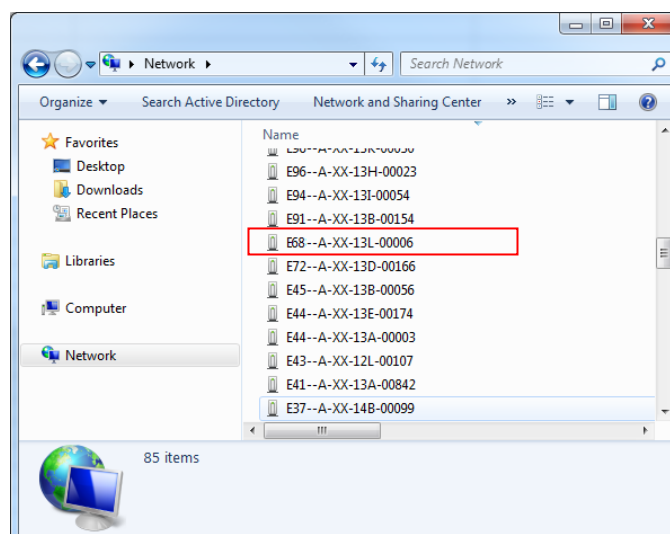 Network
Search Network
Organize
Search Active Directory
Network and Sharing Center
»
Favorites
Desktop
Downloads
Recent Places
Libraries
Computer
Network
Name
E96--A-XX-13H-00023
E94--A-XX-13I-00054
E91--A-XX-13B-00154
E68--A-XX-13L-00006
E72--A-XX-13D-00166
E45--A-XX-13B-00056
E44--A-XX-13E-00174
E44--A-XX-13A-00003
E43--A-XX-12L-00107
E41--A-XX-13A-00842
E37--A-XX-14B-00099
85 items